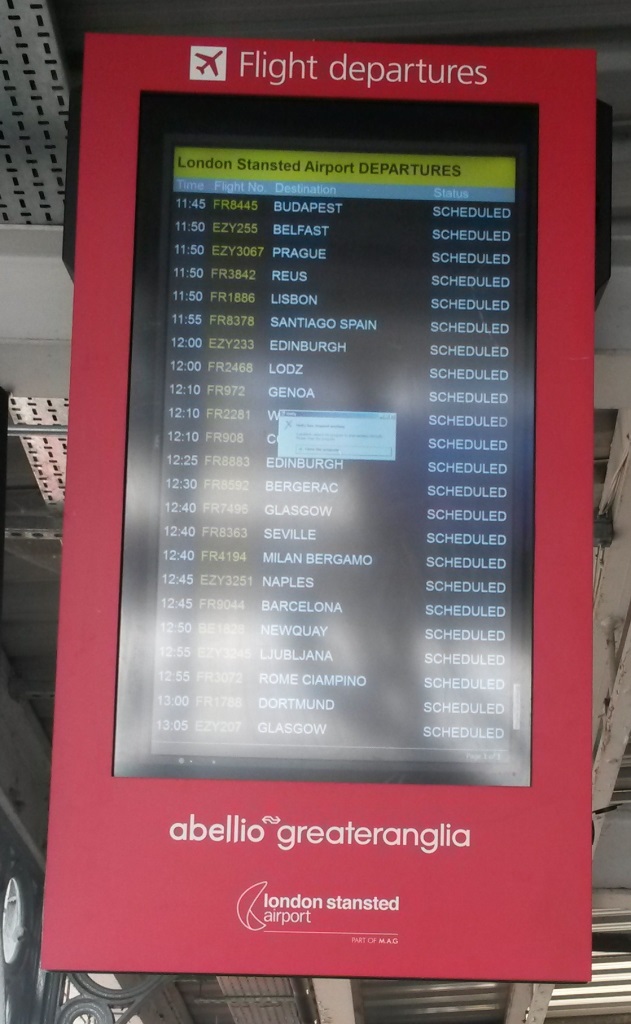 Flight departures
London Stansted Airport DEPARTURES
Time Flight No. Destination Status
11:45 FR8445 BUDAPEST SCHEDULED
11:50 EZY255 BELFAST SCHEDULED
11:50 EZY3067 PRAGUE SCHEDULED
11:50 FR3842 REUS SCHEDULED
11:50 FR1886 LISBON SCHEDULED
11:55 FR8378 SANTIAGO SPAIN SCHEDULED
12:00 EZY233 EDINBURGH SCHEDULED
12:00 FR2468 LODZ SCHEDULED
12:10 FR972 GENOA SCHEDULED
12:10 FR2281 W SCHEDULED
12:10 FR908 SCHEDULED
12:25 FR8883 EDINBURGH SCHEDULED
12:30 FR8592 BERGERAC SCHEDULED
12:40 FR7496 GLASGOW SCHEDULED
12:40 FR8363 SEVILLE SCHEDULED
12:40 FR4194 MILAN BERGAMO SCHEDULED
12:45 EZY3251 NAPLES SCHEDULED
12:45 FR9044 BARCELONA SCHEDULED
12:50 NEWQUAY SCHEDULED
12:55 EZY3245 LJUBLJANA SCHEDULED
12:55 FR3072 ROME CIAMPINO SCHEDULED
13:00 FR1786 DORTMUND SCHEDULED
13:05 EZY207 GLASGOW SCHEDULED
abellio greateranglia
london stansted
airport
PART OF M.A.G